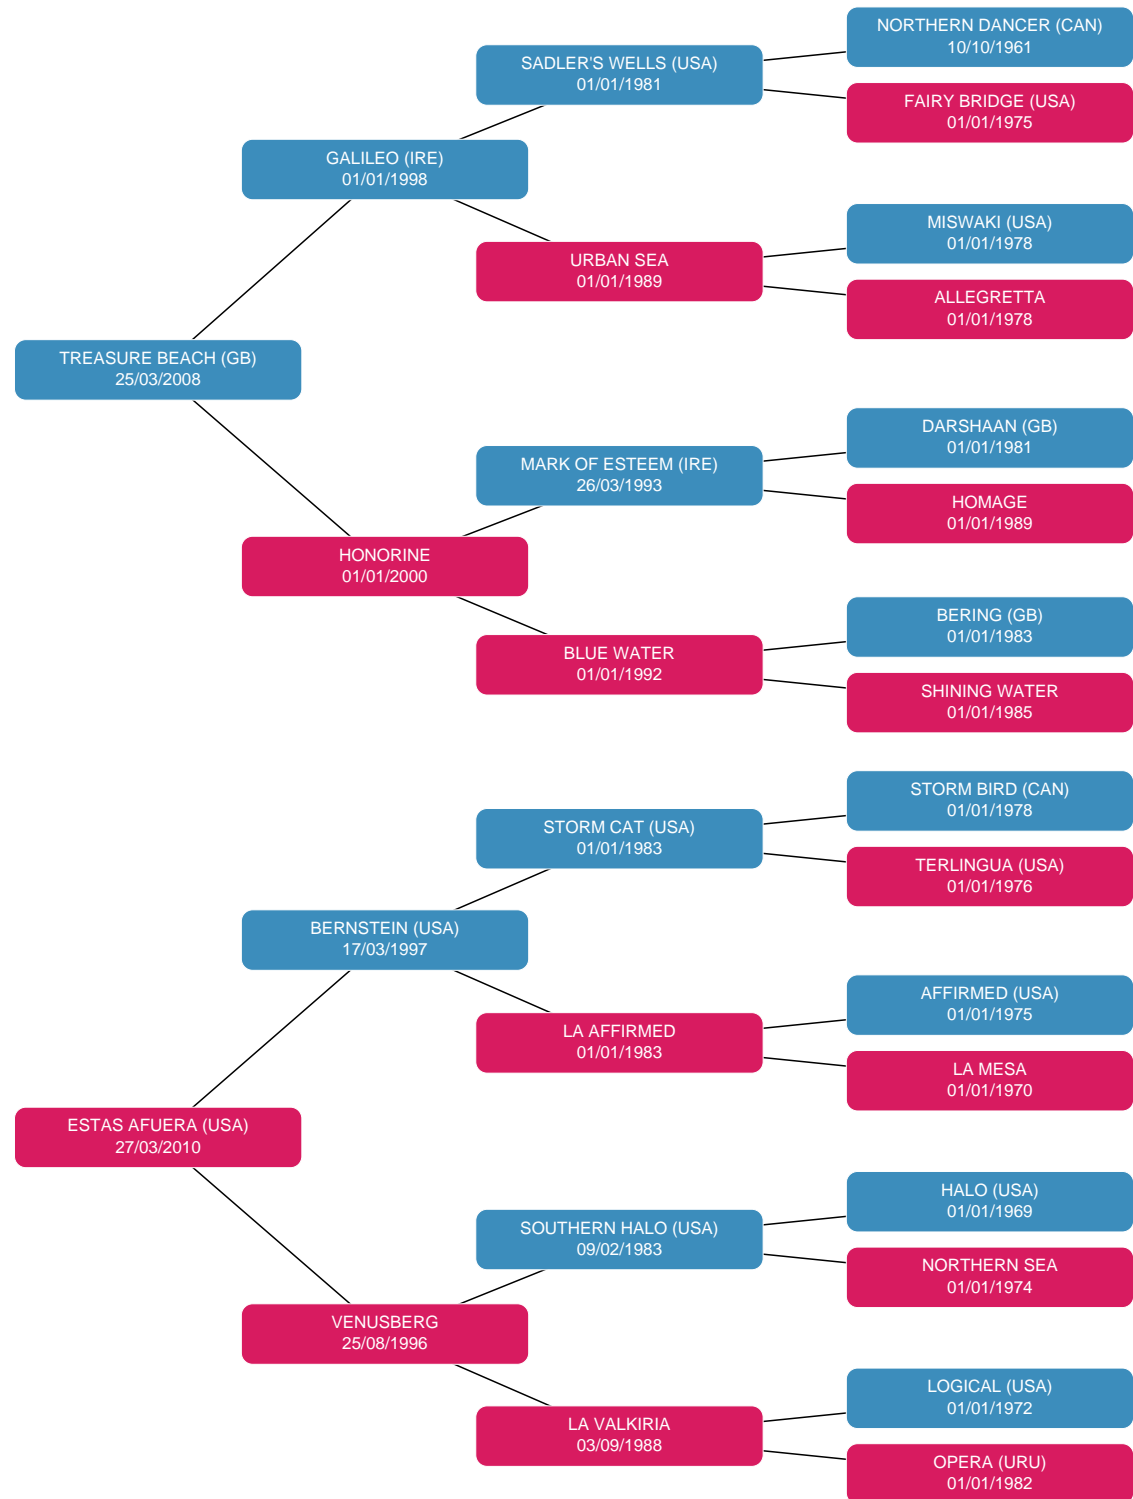 NORTHERN DANCER (CAN)
10/10/1961
SADLER'S WELLS (USA)
01/01/1981
FAIRY BRIDGE (USA)
01/01/1975
GALILEO (IRE)
01/01/1998
MISWAKI (USA)
01/01/1978
URBAN SEA
01/01/1989
ALLEGRETTA
01/01/1978
TREASURE BEACH (GB)
25/03/2008
DARSHAAN (GB)
01/01/1981
MARK OF ESTEEM (IRE)
26/03/1993
HOMAGE
01/01/1989
HONORINE
01/01/2000
BERING (GB)
01/01/1983
BLUE WATER
01/01/1992
SHINING WATER
01/01/1985
STORM BIRD (CAN)
01/01/1978
STORM CAT (USA)
01/01/1983
TERLINGUA (USA)
01/01/1976
BERNSTEIN (USA)
17/03/1997
AFFIRMED (USA)
01/01/1975
LA AFFIRMED
01/01/1983
LA MESA
01/01/1970
ESTAS AFUERA (USA)
27/03/2010
HALO (USA)
01/01/1969
SOUTHERN HALO (USA)
09/02/1983
NORTHERN SEA
01/01/1974
VENUSBERG
25/08/1996
LOGICAL (USA)
01/01/1972
LA VALKIRIA
03/09/1988
OPERA (URU)
01/01/1982